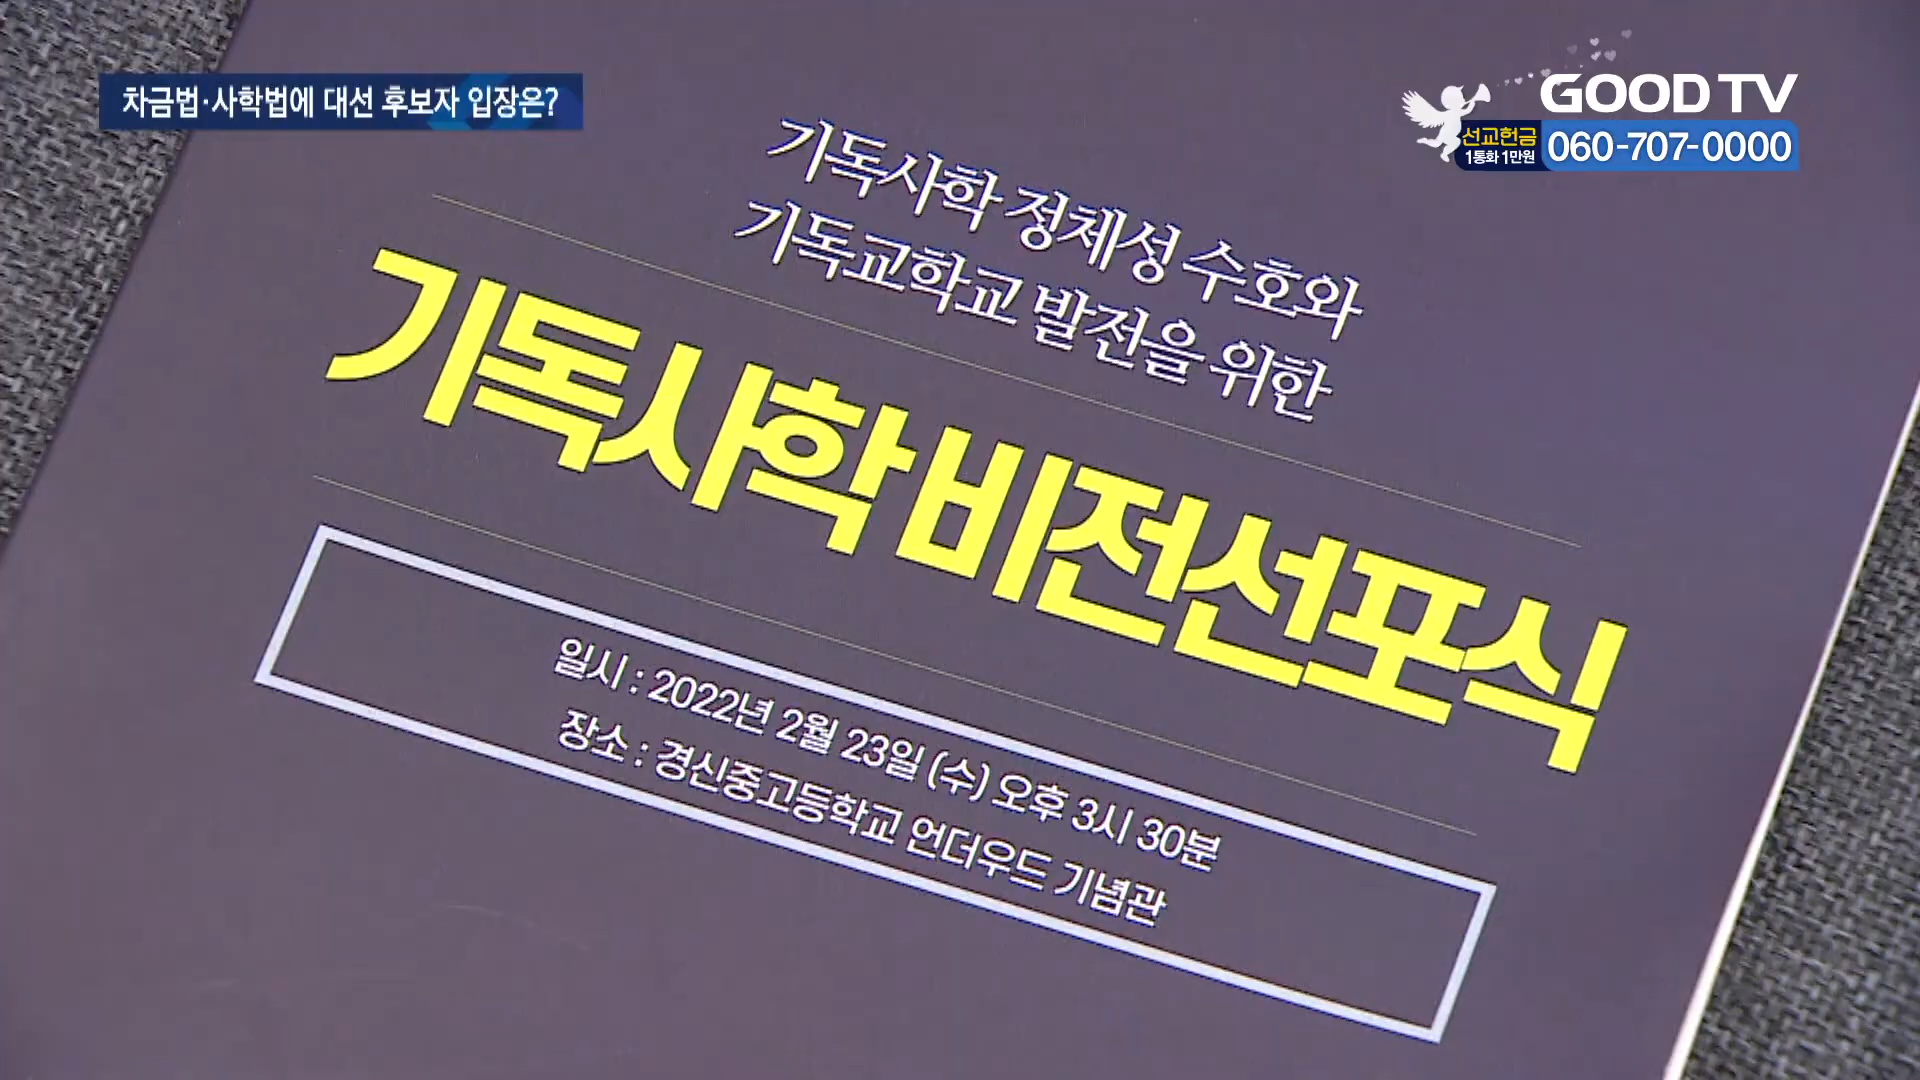 차금법·사학법에 대선 후보자 입장은?
GOOD TV
선교헌금
1통화 1만원
060-707-0000
기독사학 정체성 수호와
기독교학교 발전을 위한
기독사학 비전선포식
일시 : 2022년 2월 23일 (수) 오후 3시 30분
장소 : 경신중고등학교 언더우드 기념관